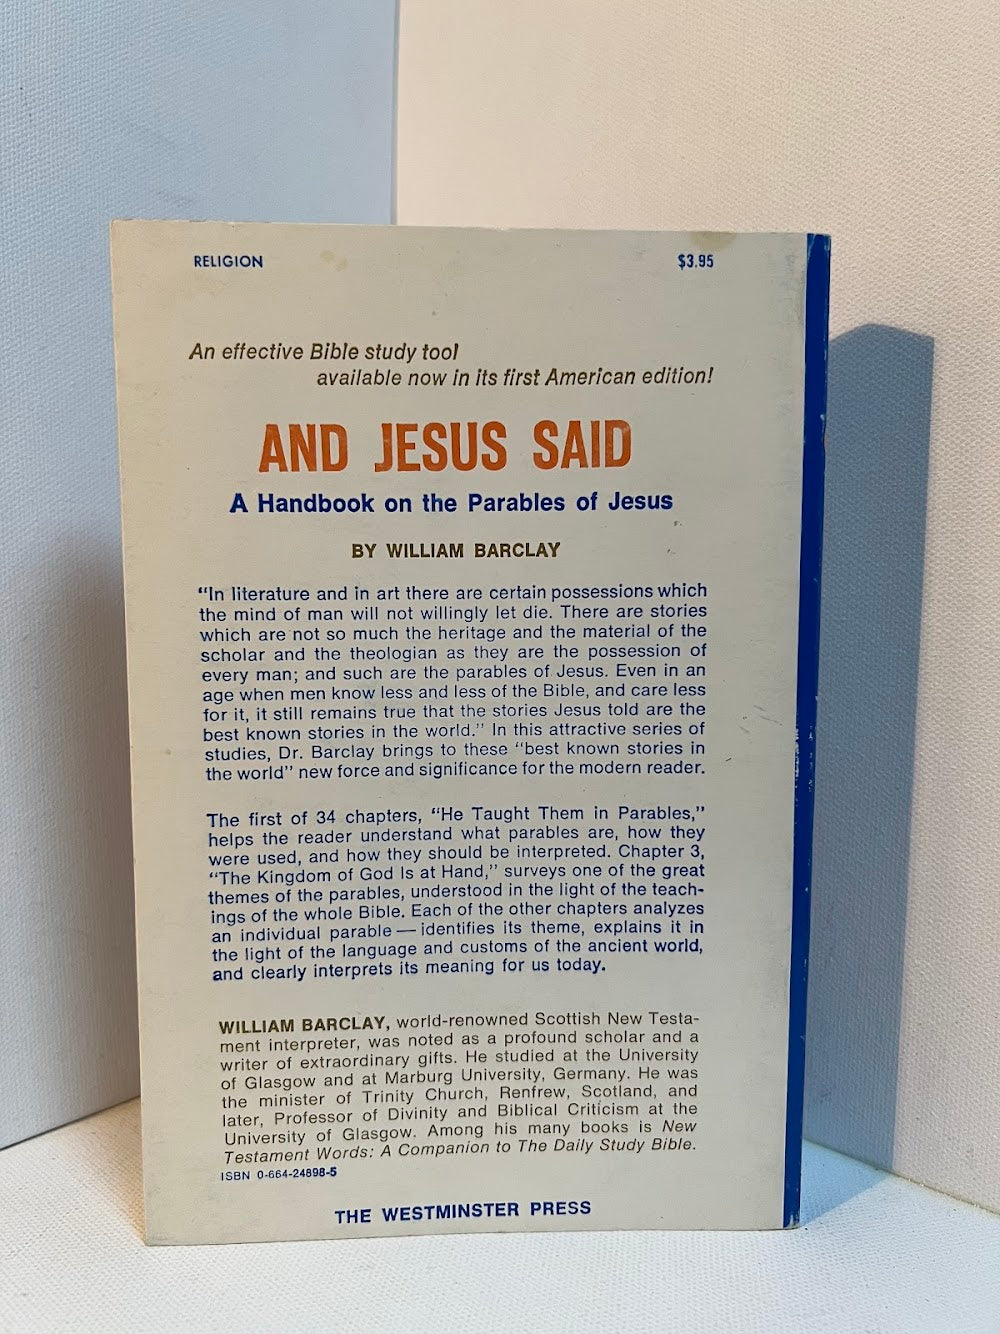 RELIGION $3.95
An effective Bible study tool
available now in its first American edition!
AND JESUS SAID
A Handbook on the Parables of Jesus
BY WILLIAM BARCLAY
“In literature and in art there are certain possessions which
the mind of man will not willingly let die. There are stories
which are not so much the heritage and the material of the
scholar and the theologian as they are the possession of
every man; and such are the parables of Jesus. Even in an
age when men know less and less of the Bible, and care less
for it, it still remains true that the stories Jesus told are the
best known stories in the world.” In this attractive series of
studies, Dr. Barclay brings to these “best known stories in
the world” new force and significance for the modern reader.
The first of 34 chapters, “He Taught Them in Parables,”
helps the reader understand what parables are, how they
were used, and how they should be interpreted. Chapter 3,
“The Kingdom of God Is at Hand,” surveys one of the great
themes of the parables, understood in the light of the teach-
ings of the whole Bible. Each of the other chapters analyzes
an individual parable — identifies its theme, explains it in
the light of the language and customs of the ancient world,
and clearly interprets its meaning for us today.
WILLIAM BARCLAY, world-renowned Scottish New Testa-
ment interpreter, was noted as a profound scholar and a
writer of extraordinary gifts. He studied at the University
of Glasgow and at Marburg University, Germany. He was
the minister of Trinity Church, Renfrew, Scotland, and
later, Professor of Divinity and Biblical Criticism at the
University of Glasgow. Among his many books is New
Testament Words: A Companion to The Daily Study Bible.
ISBN 0-664-24898-5
THE WESTMINSTER PRESS